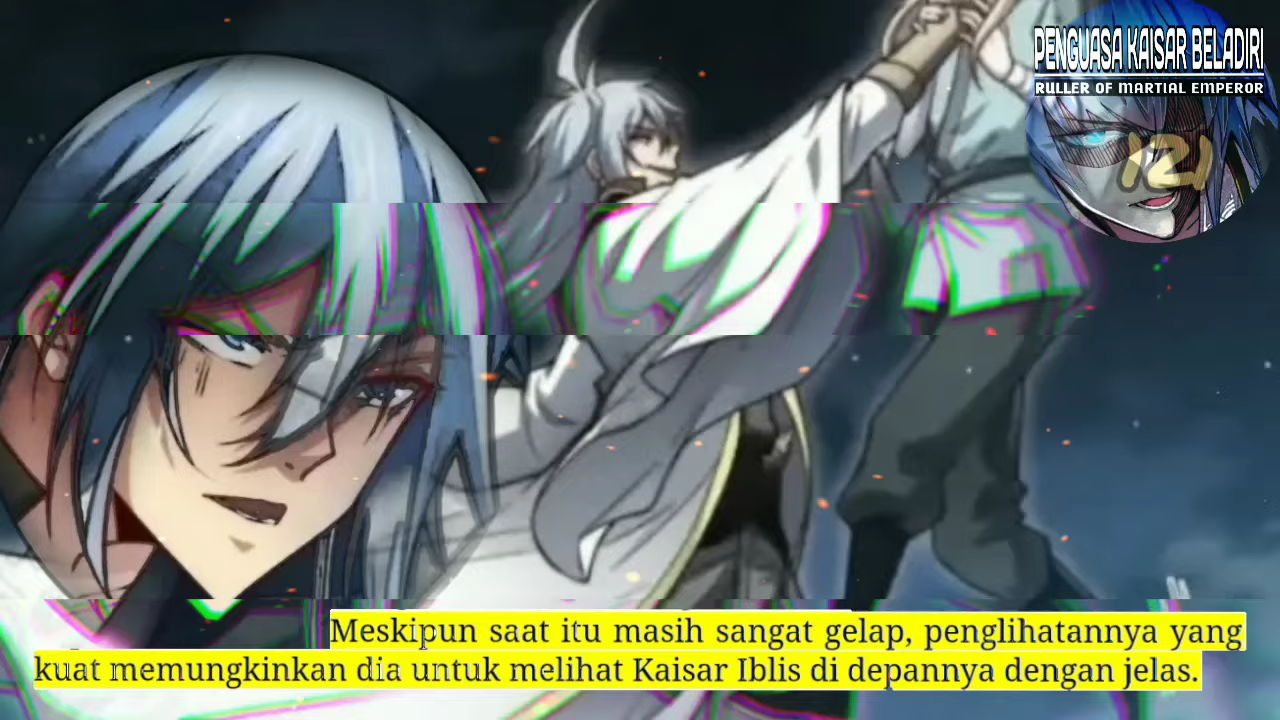 PENGUASA KAISAR BELADIRI
RULLER OF MARTIAL EMPEROR
121
Meskipun saat itu masih sangat gelap, penglihatannya yang
kuat memungkinkan dia untuk melihat Kaisar Iblis di depannya dengan jelas.